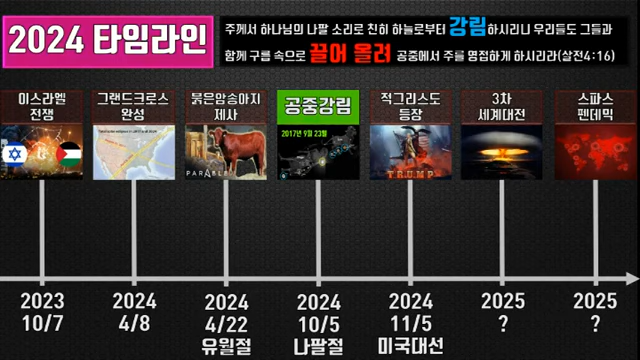 2024 타임라인
주께서 하나님의 나팔 소리로 친히 하늘로부터 강림하시리니 우리들도 그들과
함께 구름 속으로 끌어 올려 공중에서 주를 영접하게 하시리라(살전4:16)
이스라엘
전쟁
그랜드크로스
완성
붉은암송아지
제사
공중강림
적그리스도
등장
3차
세계대전
스파스
펜데믹
2017년 9월 23일
PARABLE
TRUMP
2023
10/7
2024
4/8
2024
4/22
유월절
2024
10/5
나팔절
2024
11/5
미국대선
2025
?
2025
?